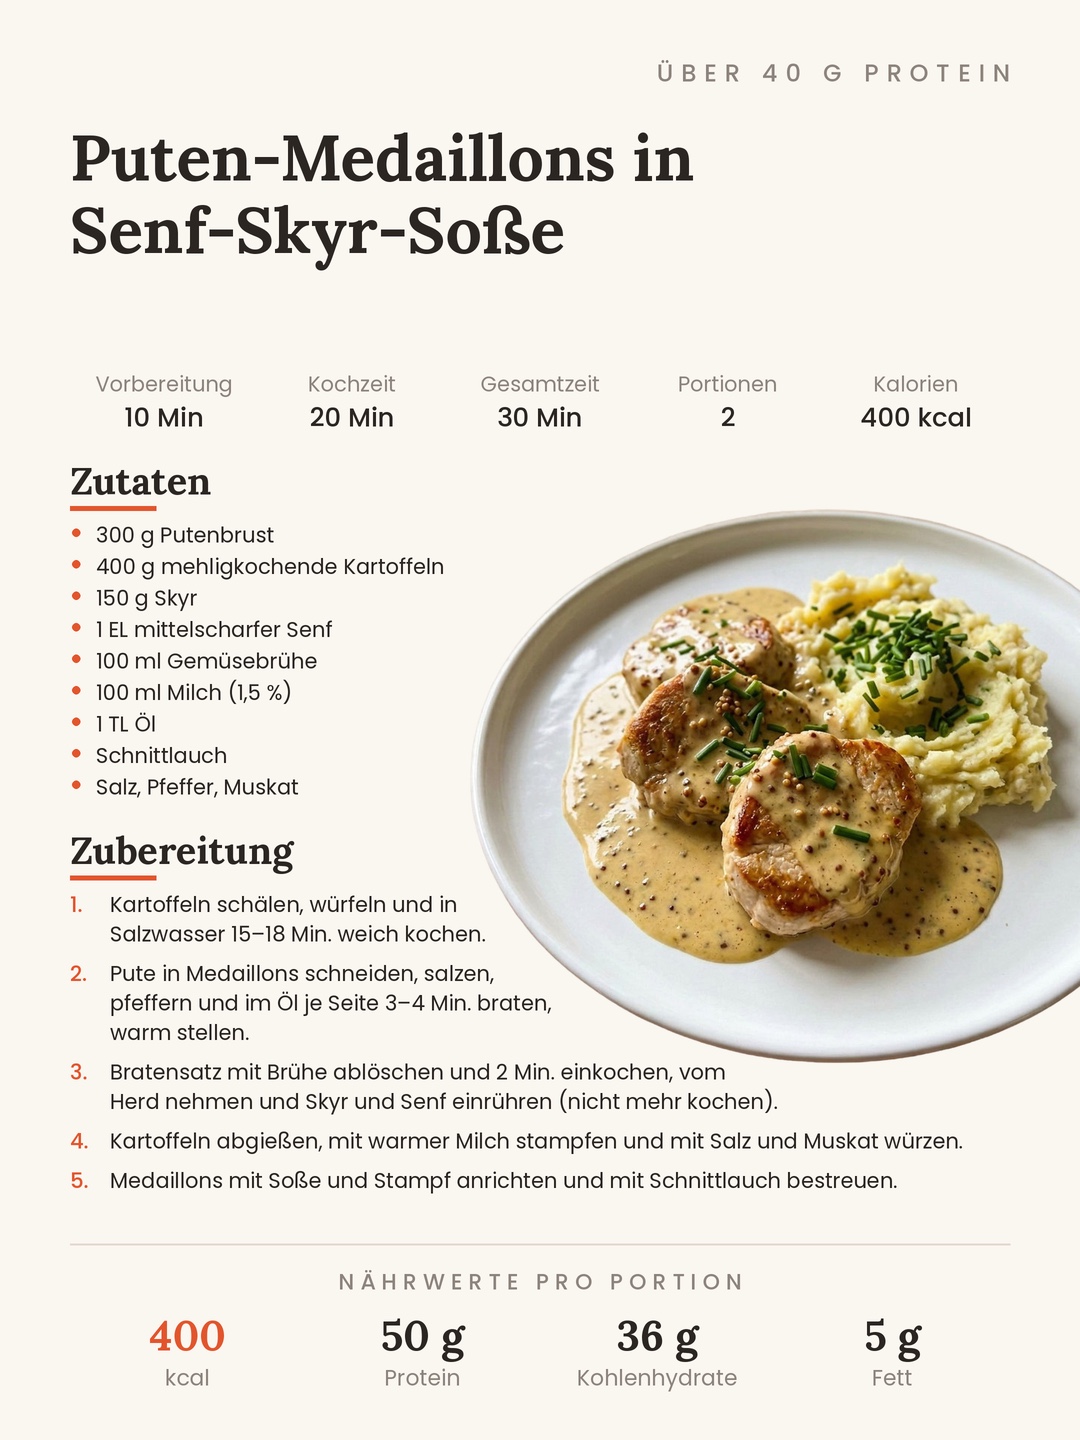 ÜBER 40 G PROTEIN
Puten-Medaillons in
Senf-Skyr-Soße
Vorbereitung
10 Min
Kochzeit
20 Min
Gesamtzeit
30 Min
Portionen
2
Kalorien
400 kcal
Zutaten
• 300 g Putenbrust
• 400 g mehligkochende Kartoffeln
• 150 g Skyr
• 1 EL mittelscharfer Senf
• 100 ml Gemüsebrühe
• 100 ml Milch (1,5 %)
• 1 TL Öl
• Schnittlauch
• Salz, Pfeffer, Muskat
Zubereitung
1. Kartoffeln schälen, würfeln und in
Salzwasser 15–18 Min. weich kochen.
2. Pute in Medaillons schneiden, salzen,
pfeffern und im Öl je Seite 3–4 Min. braten,
warm stellen.
3. Bratensatz mit Brühe ablöschen und 2 Min. einkochen, vom
Herd nehmen und Skyr und Senf einrühren (nicht mehr kochen).
4. Kartoffeln abgießen, mit warmer Milch stampfen und mit Salz und Muskat würzen.
5. Medaillons mit Soße und Stampf anrichten und mit Schnittlauch bestreuen.
NÄHRWERTE PRO PORTION
400
kcal
50 g
Protein
36 g
Kohlenhydrate
5 g
Fett